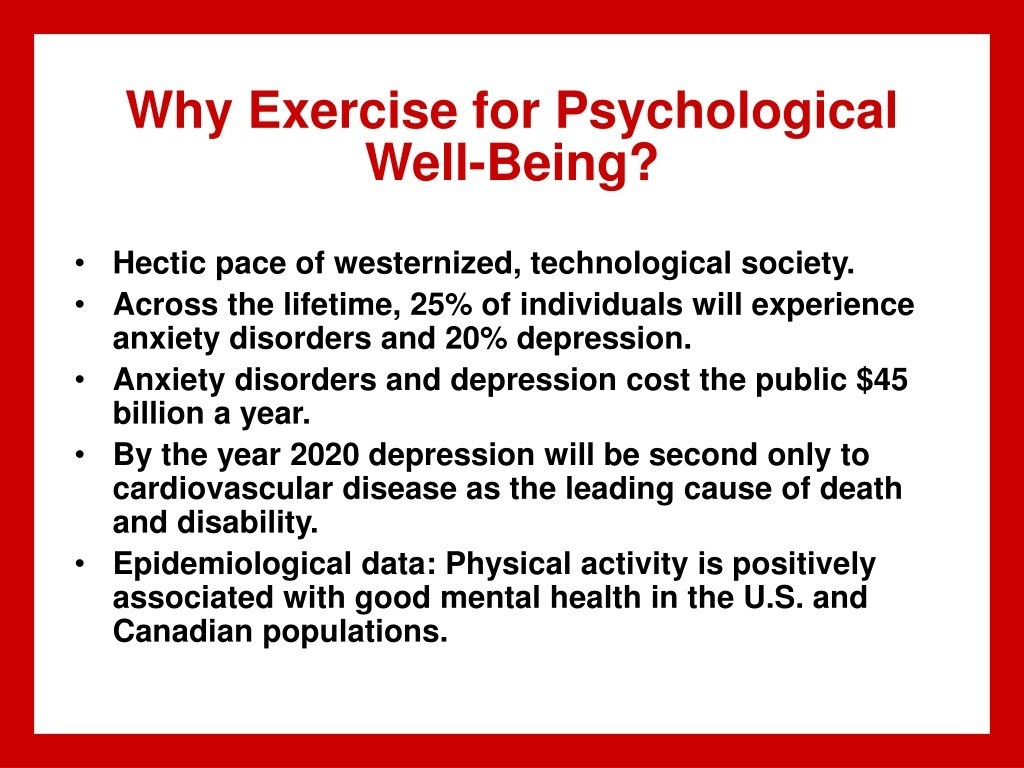 Why Exercise for Psychological
Well-Being?
• Hectic pace of westernized, technological society.
• Across the lifetime, 25% of individuals will experience
anxiety disorders and 20% depression.
• Anxiety disorders and depression cost the public $45
billion a year.
• By the year 2020 depression will be second only to
cardiovascular disease as the leading cause of death
and disability.
• Epidemiological data: Physical activity is positively
associated with good mental health in the U.S. and
Canadian populations.